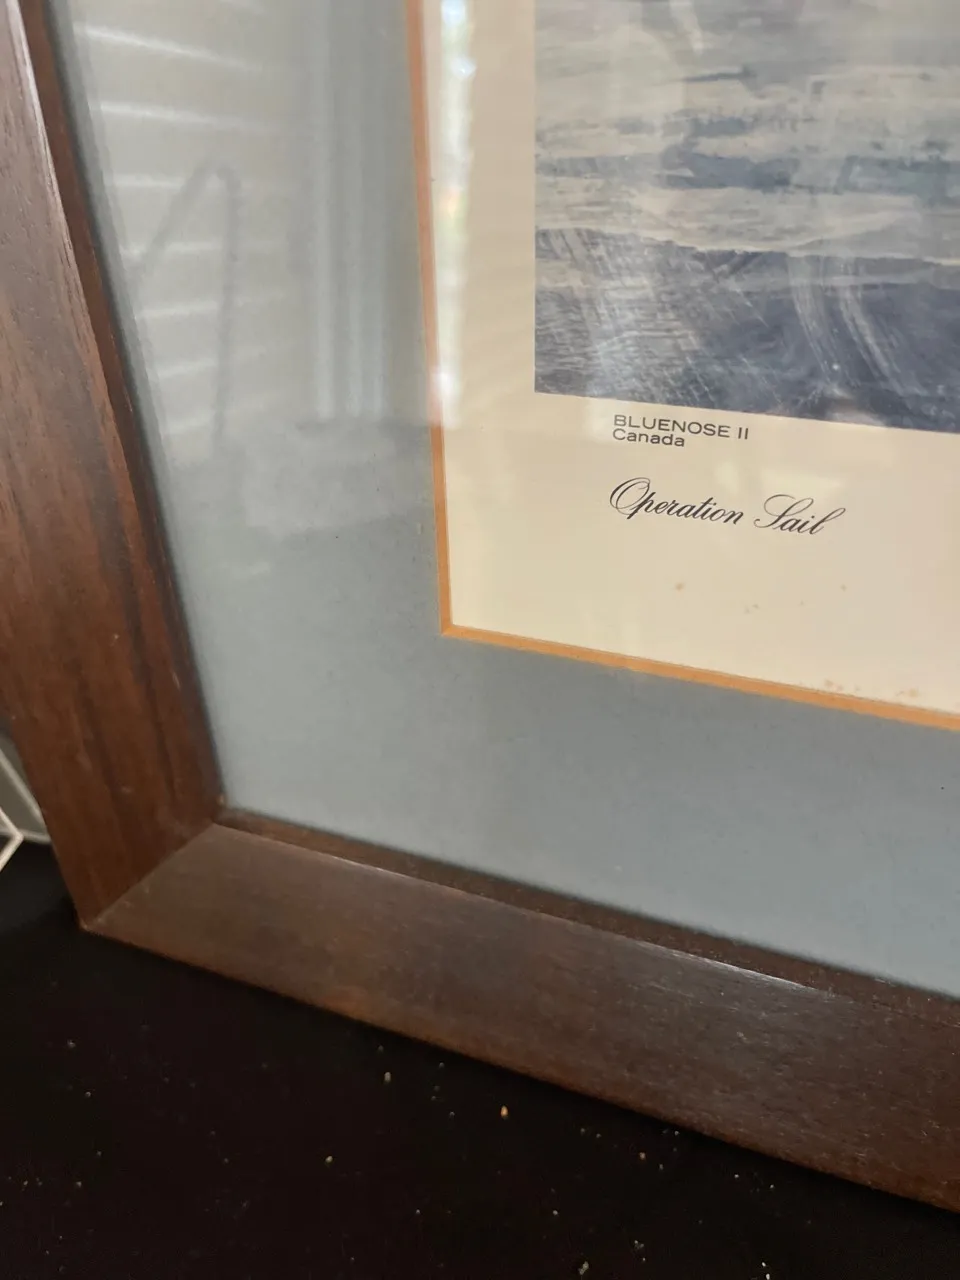 BLUENOSE II
Canada
Operation Sail